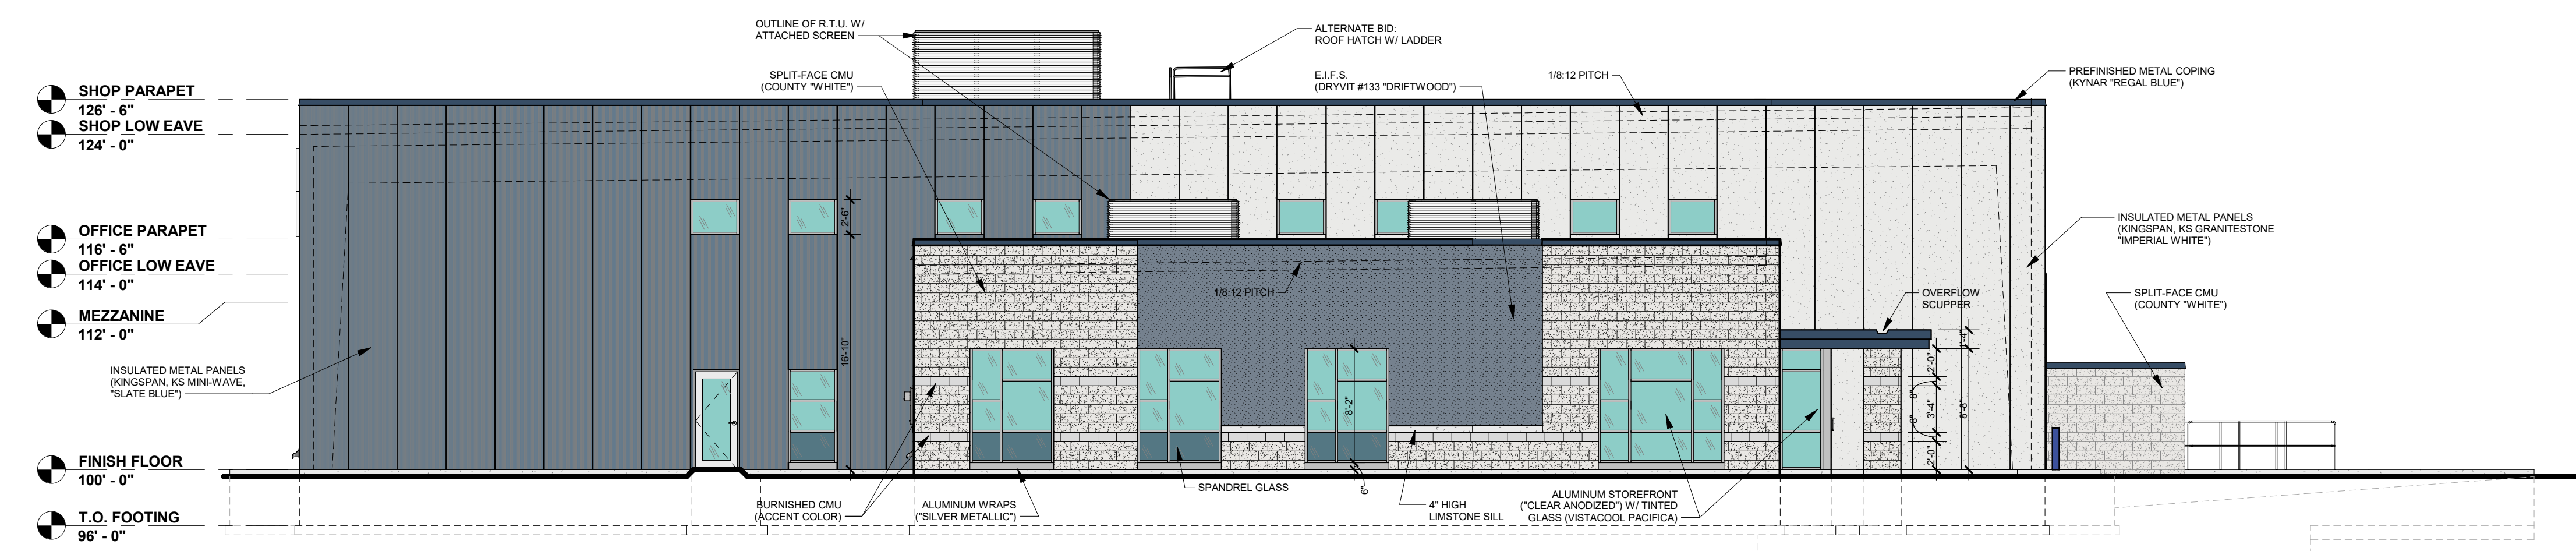 OUTLINE OF R.T.U. W/
ATTACHED SCREEN
ALTERNATE BID:
ROOF HATCH W/ LADDER
SPLIT-FACE CMU
(COUNTY "WHITE")
E.I.F.S.
(DRYVIT #133 "DRIFTWOOD")
1/8:12 PITCH
PREFINISHED METAL COPING
(KYNAR "REGAL BLUE")
SHOP PARAPET
126' - 6"
SHOP LOW EAVE
124' - 0"
OFFICE PARAPET
116' - 6"
OFFICE LOW EAVE
114' - 0"
MEZZANINE
112' - 0"
INSULATED METAL PANELS
(KINGSPAN, KS MINI-WAVE,
"SLATE BLUE")
FINISH FLOOR
100' - 0"
T.O. FOOTING
96' - 0"
2'-6"
16'-10"
1/8:12 PITCH
8'-2"
6"
OVERFLOW
SCUPPER
1'-4"
2'-0"
8"
3'-4"
8"
8'-8"
2'-0"
INSULATED METAL PANELS
(KINGSPAN, KS GRANITESTONE
"IMPERIAL WHITE")
SPLIT-FACE CMU
(COUNTY "WHITE")
BURNISHED CMU
(ACCENT COLOR)
ALUMINUM WRAPS
("SILVER METALLIC")
SPANDREL GLASS
4" HIGH
LIMSTONE SILL
ALUMINUM STOREFRONT
("CLEAR ANODIZED") W/ TINTED
GLASS (VISTACOOL PACIFICA)